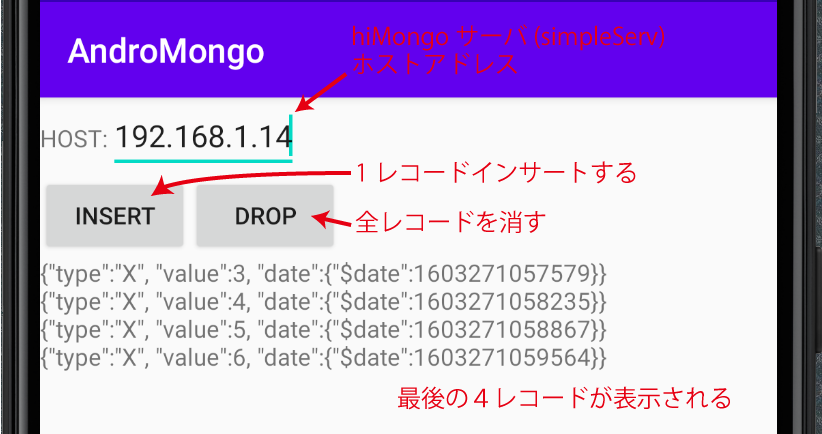 AndroMongo
hiMongo サーバ (simpleServ)
ホストアドレス
HOST: 192.168.1.14
1 レコードインサートする
INSERT
DROP
全レコードを消す
{"type":"X", "value":3, "date":{"$date":1603271057579}}
{"type":"X", "value":4, "date":{"$date":1603271058235}}
{"type":"X", "value":5, "date":{"$date":1603271058867}}
{"type":"X", "value":6, "date":{"$date":1603271059564}}
最後の 4 レコードが表示される